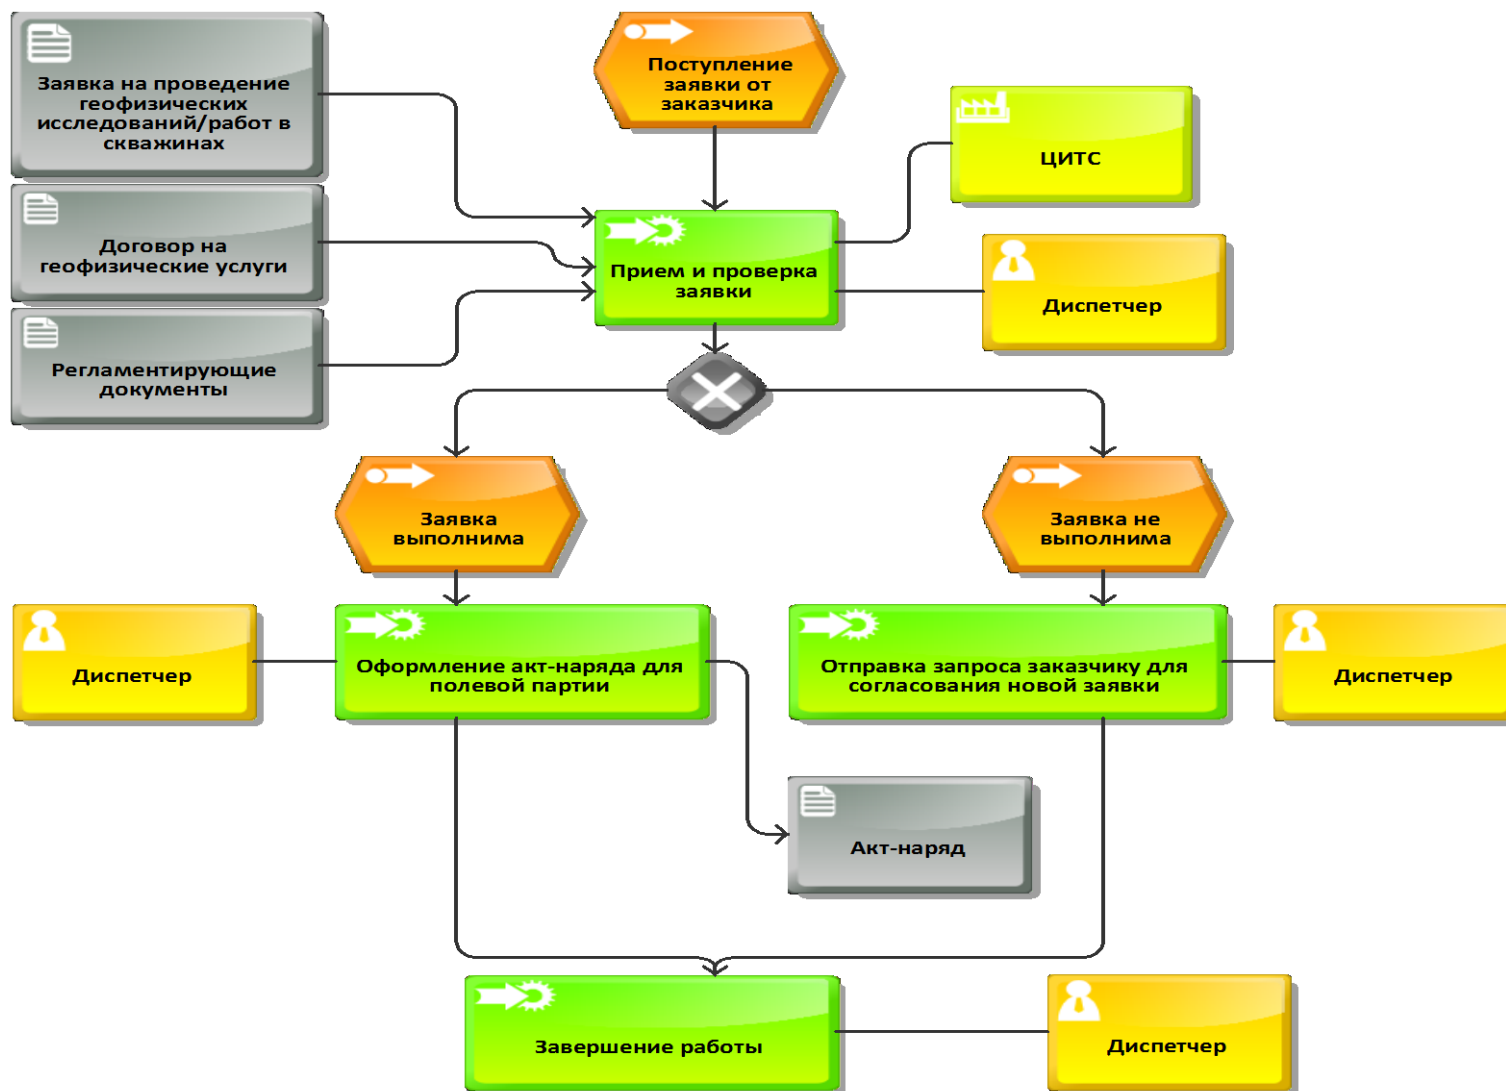 Заявка на проведение
геофизических
исследований/работ в
скважинах
Поступление
заявки от
заказчика
ЦИТС
Договор на
геофизические услуги
Прием и проверка
заявки
Диспетчер
Регламентирующие
документы
Заявка
выполнима
Заявка не
выполнима
Диспетчер
Оформление акт-наряда для
полевой партии
Отправка запроса заказчику для
согласования новой заявки
Диспетчер
Акт-наряд
Завершение работы
Диспетчер